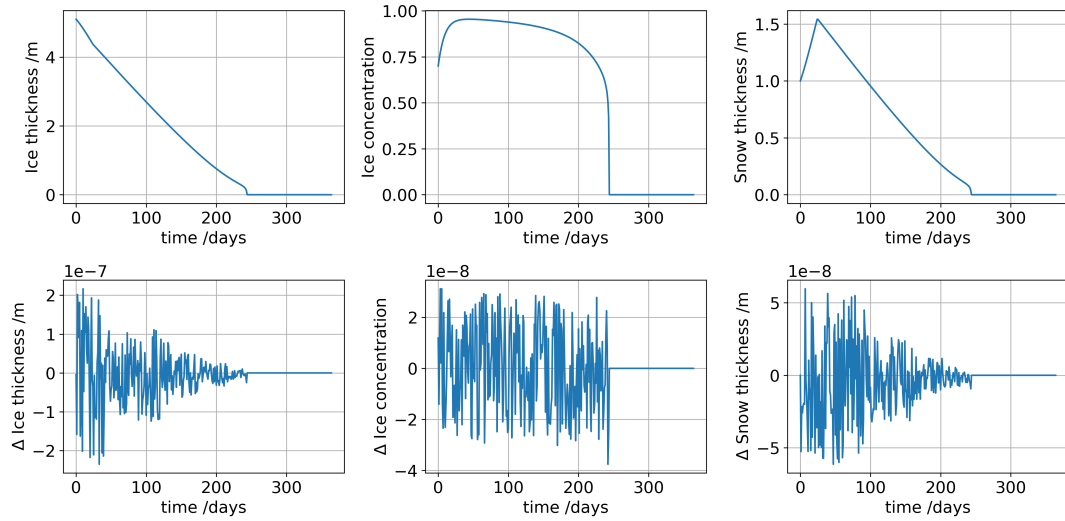 Ice thickness /m
4
2
0
0 100 200 300
time /days
Ice concentration
1.00
0.75
0.50
0.25
0.00
0 100 200 300
time /days
Snow thickness /m
1.5
1.0
0.5
0.0
0 100 200 300
time /days
1e−7
Δ Ice thickness /m
2
1
0
−1
−2
0 100 200 300
time /days
1e−8
Δ Ice concentration
2
0
−2
−4
0 100 200 300
time /days
1e−8
Δ Snow thickness /m
5
0
−5
0 100 200 300
time /days